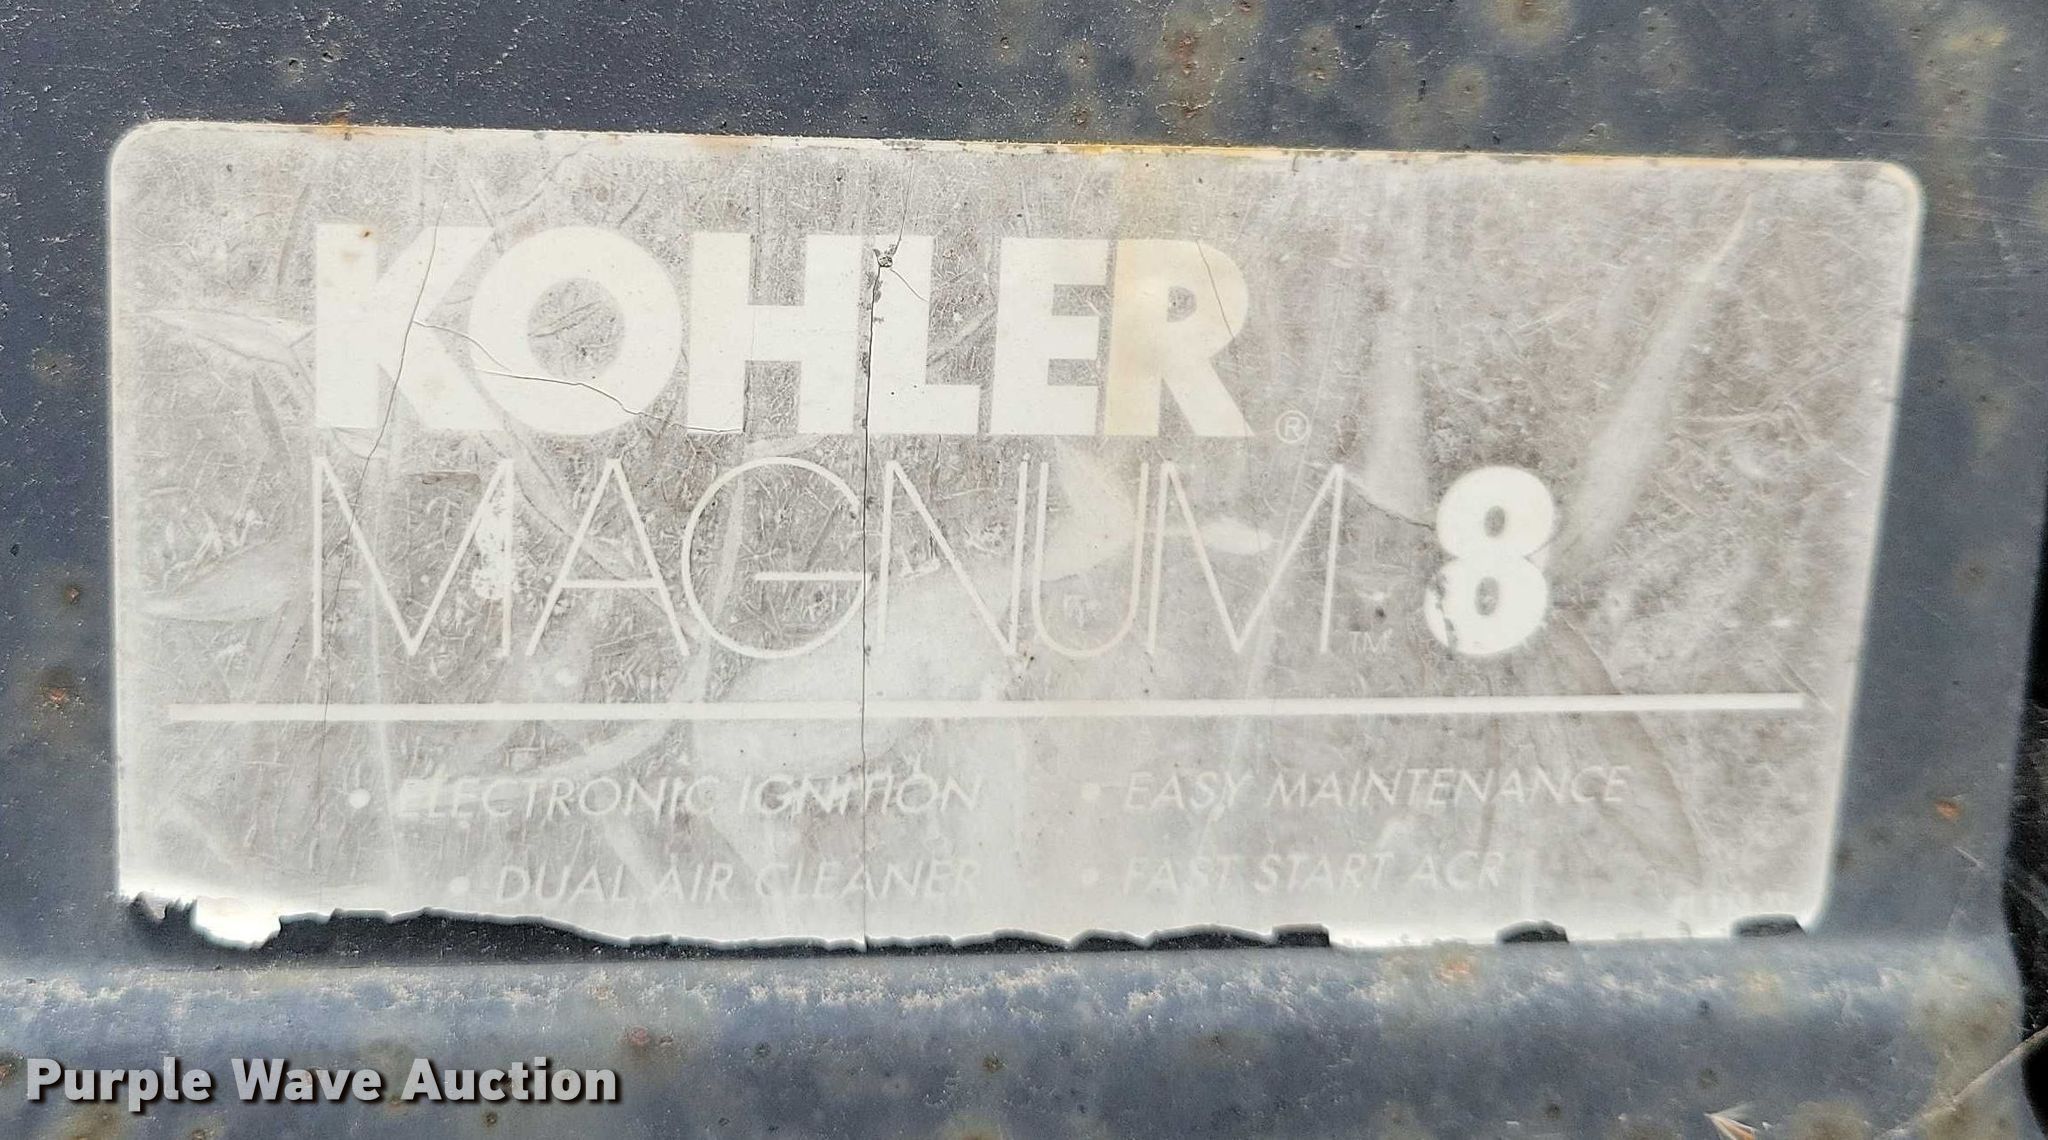 KOHLER®
MAGNUM™ 8
• ELECTRONIC IGNITION • EASY MAINTENANCE
• DUAL AIR CLEANER • FAST START ACR
Purple Wave Auction